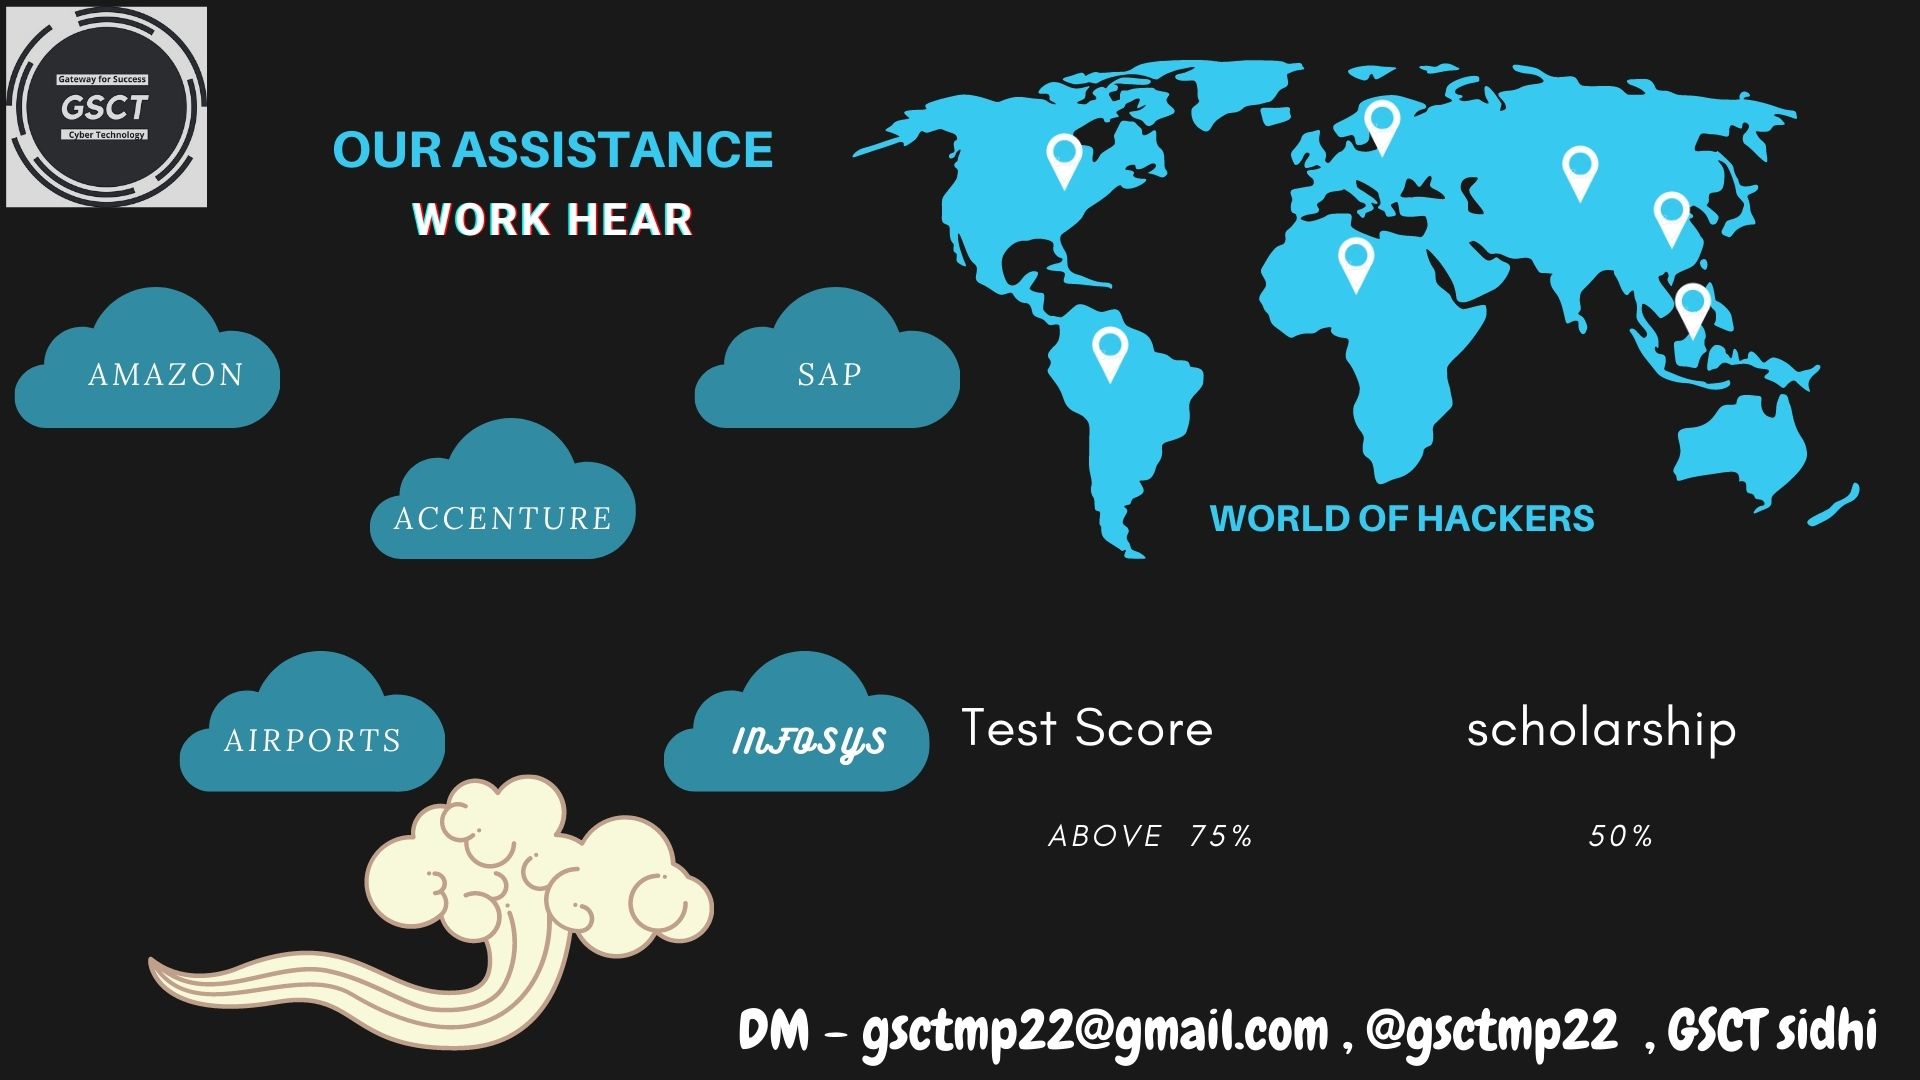 Gateway for Success
GSCT
Cyber Technology
OUR ASSISTANCE
WORK HEAR
AMAZON
SAP
ACCENTURE
WORLD OF HACKERS
AIRPORTS
INFOSYS
Test Score
scholarship
ABOVE 75%
50%
DM - gsctmp22@gmail.com , @gsctmp22 , GSCT sidhi